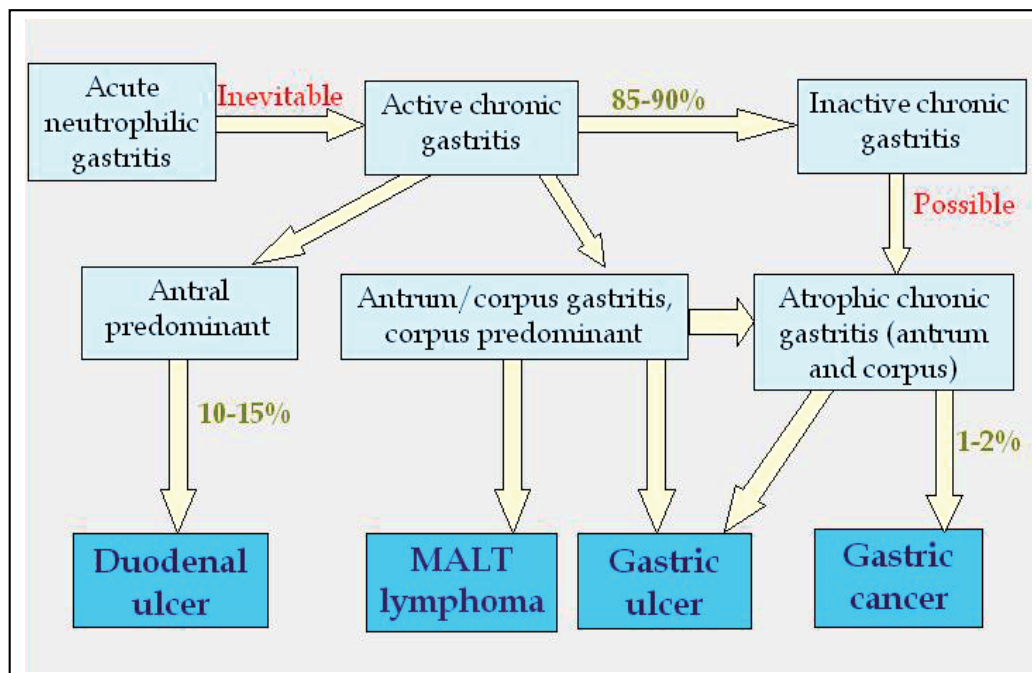 Acute
neutrophilic
gastritis
Inevitable
Active chronic
gastritis
85-90%
Inactive chronic
gastritis
Possible
Antral
predominant
Antrum/corpus gastritis,
corpus predominant
Atrophic chronic
gastritis (antrum
and corpus)
10-15%
1-2%
Duodenal
ulcer
MALT
lymphoma
Gastric
ulcer
Gastric
cancer